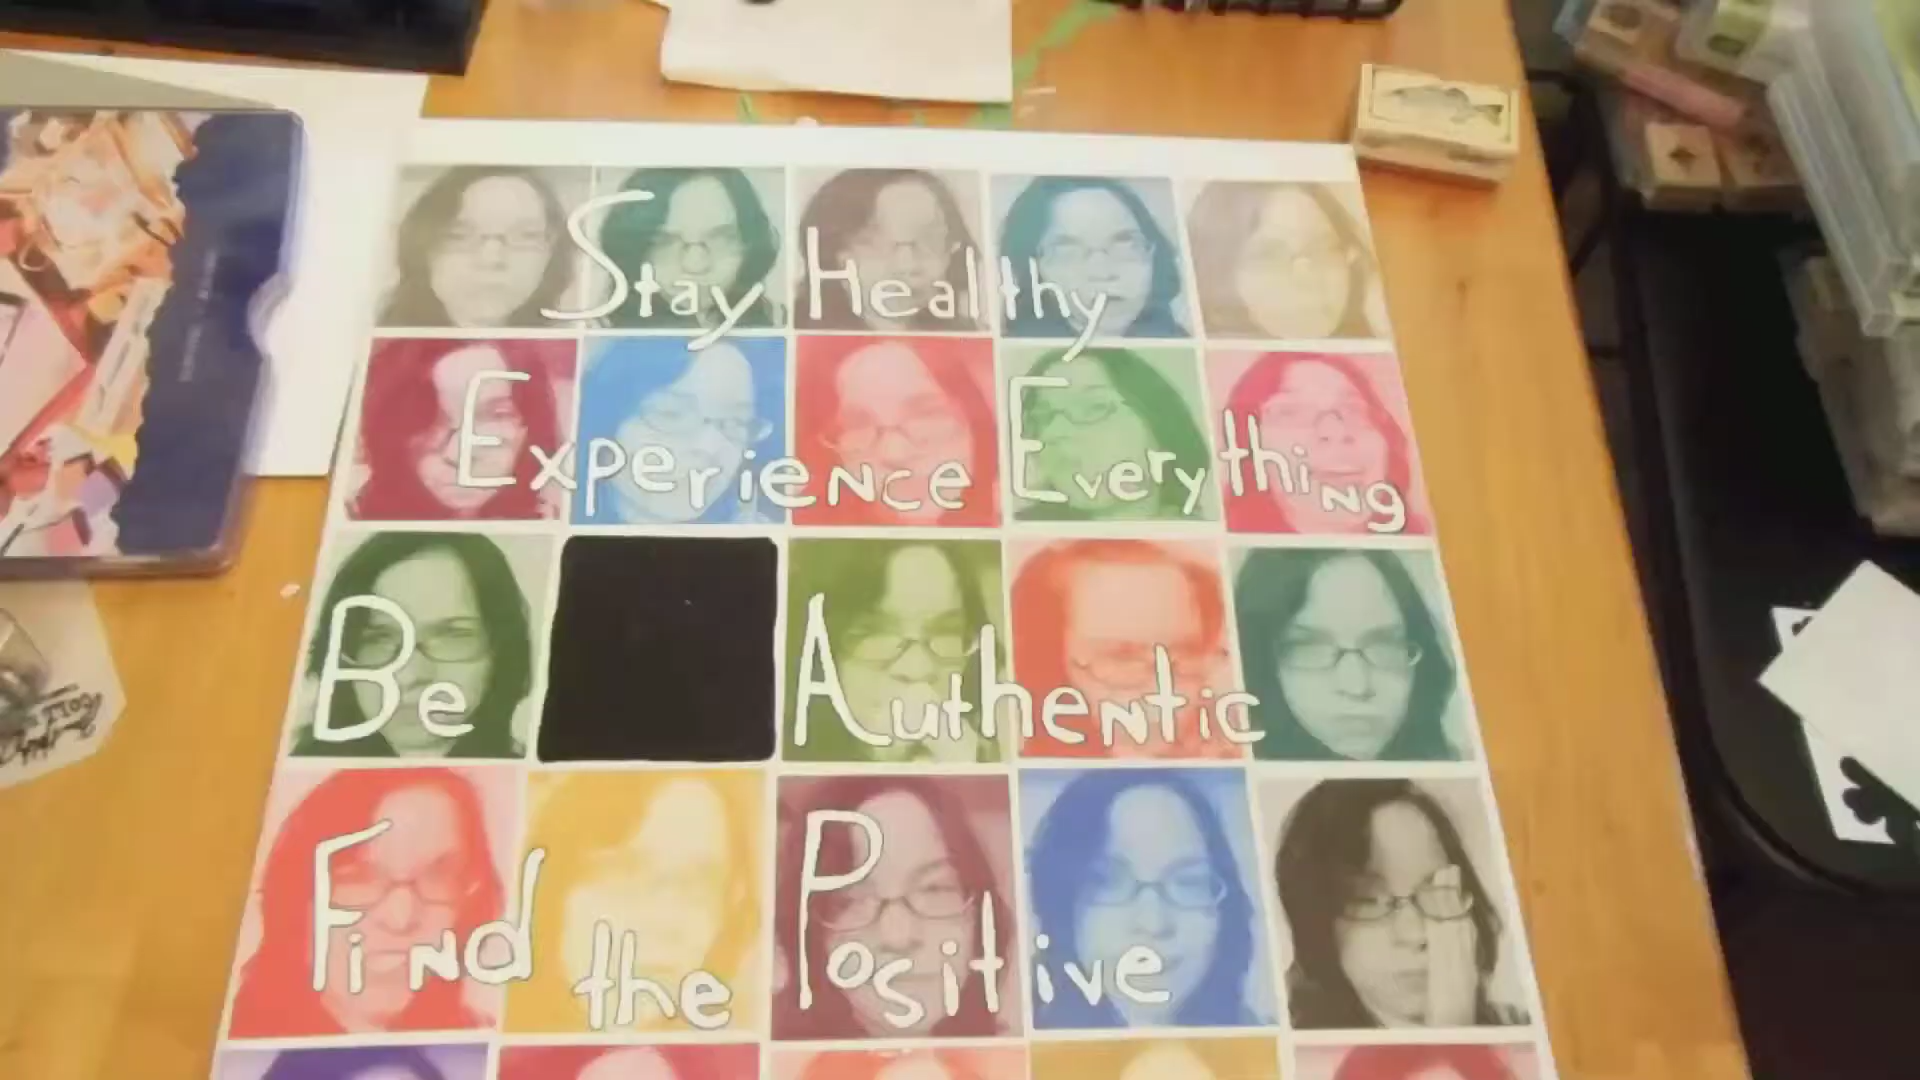 Stay Healthy
Experience Everything
Be Authentic
Find the Positive